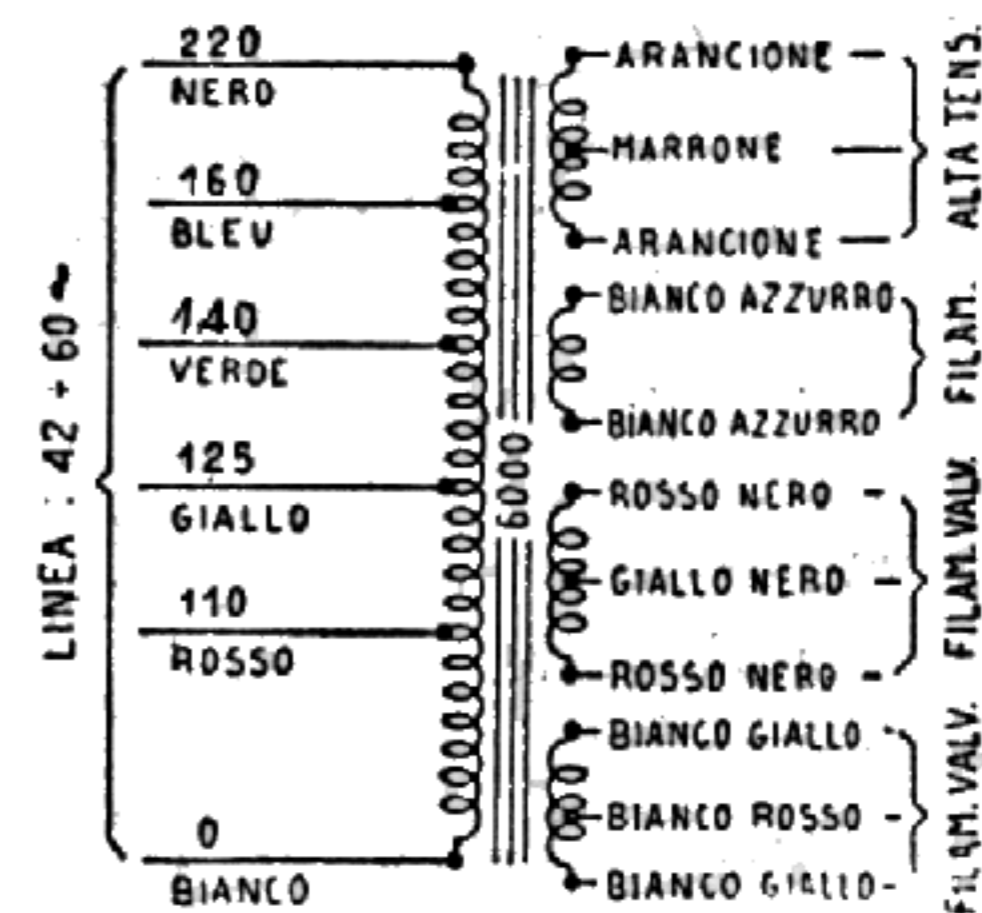 LINEA : 42 ÷ 60 ~
220
NERO
160
BLEU
140
VERDE
125
GIALLO
110
ROSSO
0
BIANCO
6000
ARANCIONE
MARRONE
ARANCIONE
ALTA TENS.
BIANCO AZZURRO
BIANCO AZZURRO
FILAM.
ROSSO NERO
GIALLO NERO
ROSSO NERO
FILAM. VALV.
BIANCO GIALLO
BIANCO ROSSO
BIANCO GIALLO
FILAM. VALV.